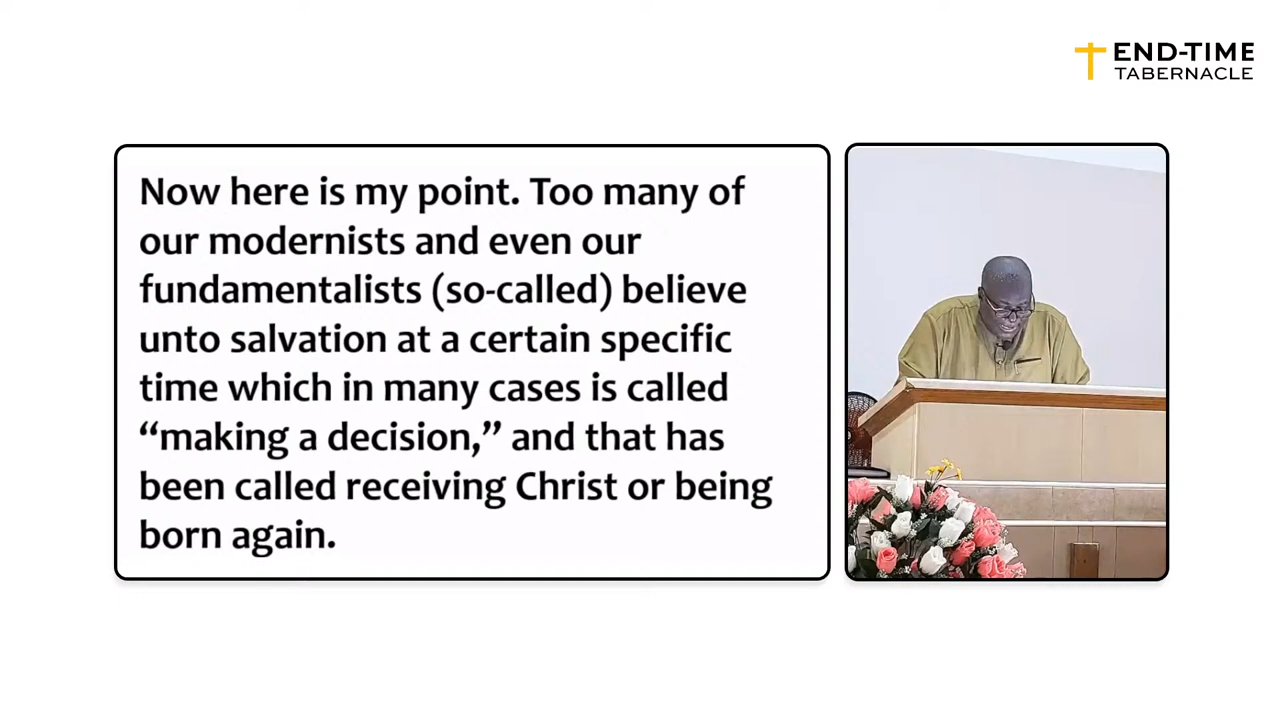 END-TIME
TABERNACLE
Now here is my point. Too many of
our modernists and even our
fundamentalists (so-called) believe
unto salvation at a certain specific
time which in many cases is called
“making a decision,” and that has
been called receiving Christ or being
born again.